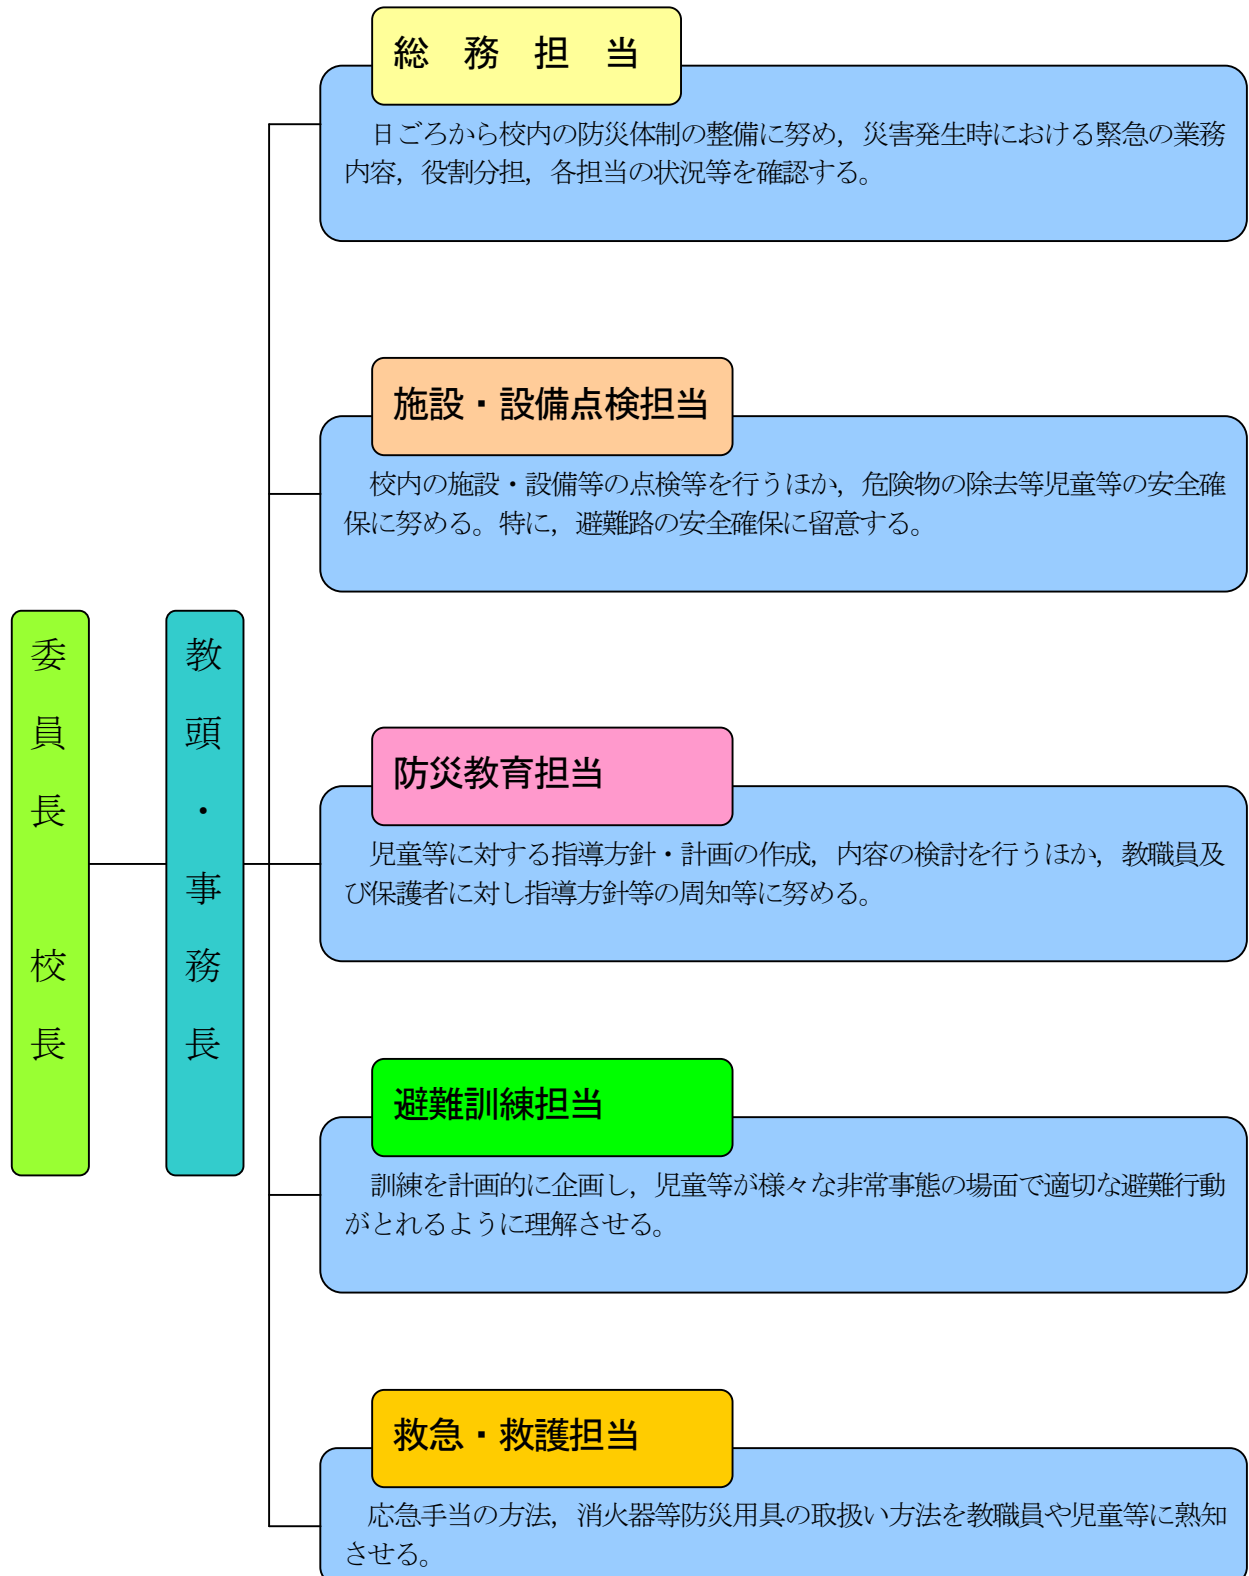 総　務　担　当
日ごろから校内の防災体制の整備に努め，災害発生時における緊急の業務
内容，役割分担，各担当の状況等を確認する。
施設・設備点検担当
校内の施設・設備等の点検等を行うほか，危険物の除去等児童等の安全確
保に努める。特に，避難路の安全確保に留意する。
委員長　校長
教頭・事務長
防災教育担当
児童等に対する指導方針・計画の作成，内容の検討を行うほか，教職員及
び保護者に対し指導方針等の周知等に努める。
避難訓練担当
訓練を計画的に企画し，児童等が様々な非常事態の場面で適切な避難行動
がとれるように理解させる。
救急・救護担当
応急手当の方法，消火器等防災用具の取扱い方法を教職員や児童等に熟知
させる。